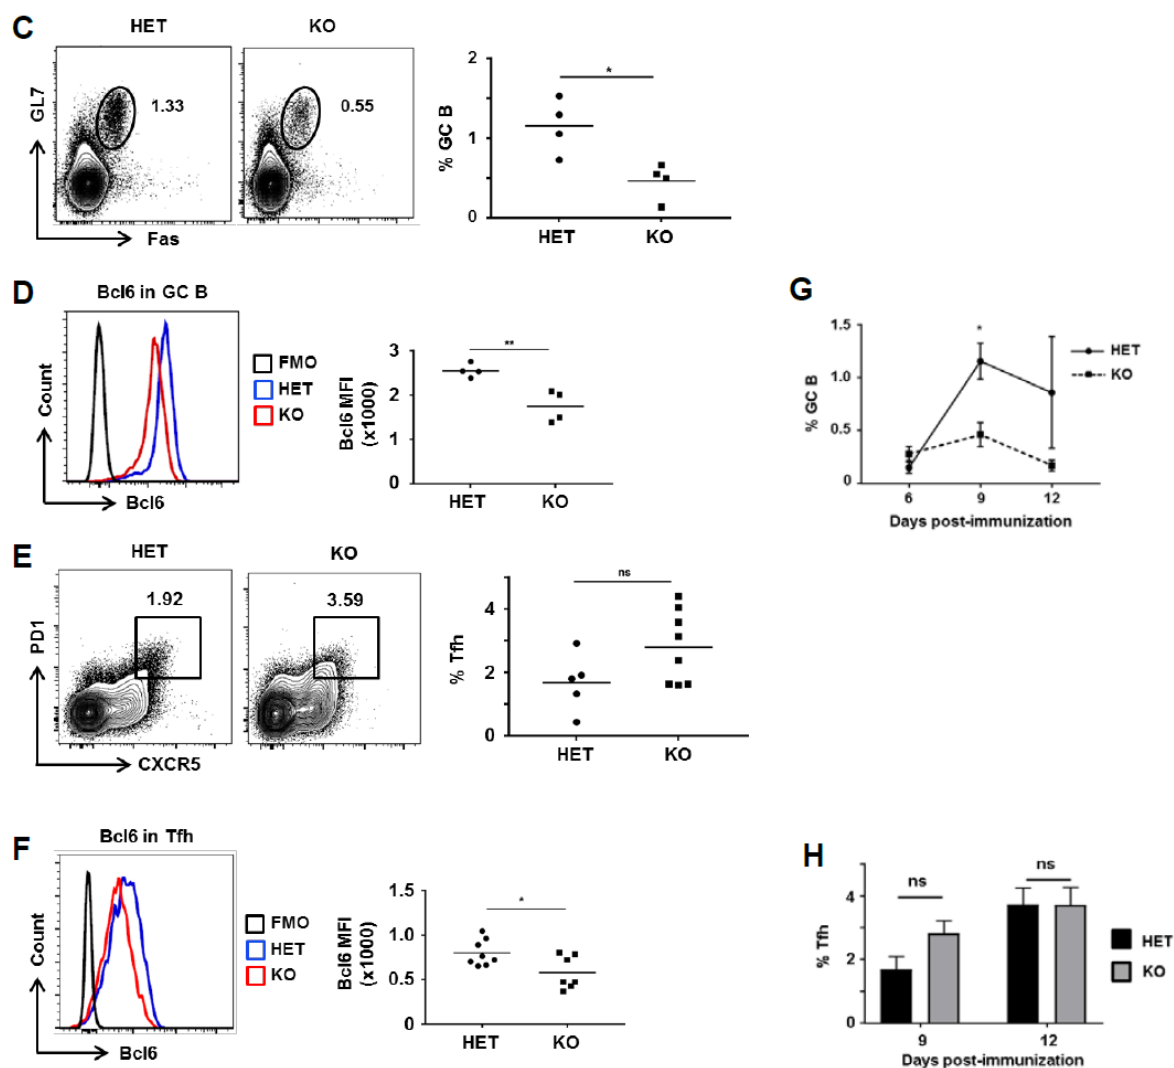 C
HET
KO
GL7
1.33
0.55
Fas
% GC B
2
1
0
*
HET
KO
D
Bcl6 in GC B
Count
Bcl6
FMO
HET
KO
Bcl6 MFI
(x1000)
3
2
1
0
**
HET
KO
G
% GC B
1.5
1.0
0.5
0
*
HET
KO
6
9
12
Days post-immunization
E
HET
KO
PD1
1.92
3.59
CXCR5
% Tfh
4
2
0
ns
HET
KO
F
Bcl6 in Tfh
Count
Bcl6
FMO
HET
KO
Bcl6 MFI
(x1000)
1.5
1.0
0.5
0
*
HET
KO
H
% Tfh
4
2
0
ns
ns
HET
KO
9
12
Days post-immunization